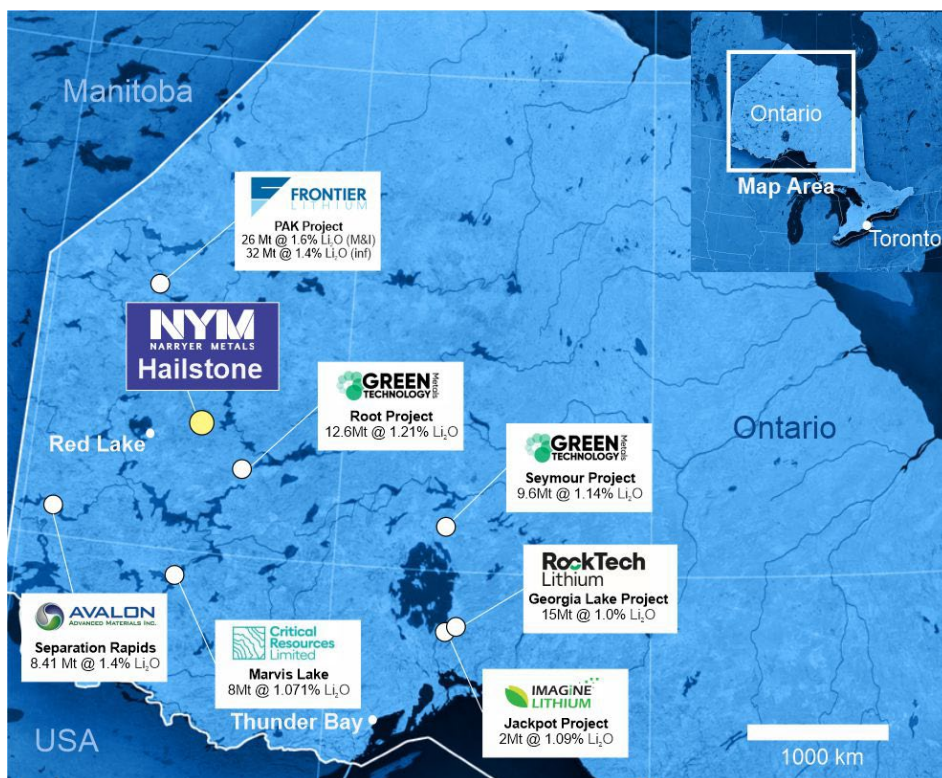 Manitoba
Ontario
Map Area
Toronto
FRONTIER
LITHIUM
PAK Project
26 Mt @ 1.6% Li₂O (M&I)
32 Mt @ 1.4% Li₂O (inf)
NYM
NARRYER METALS
Hailstone
GREEN
TECHNOLOGY
Metals
Root Project
12.6Mt @ 1.21% Li₂O
Red Lake
Ontario
GREEN
TECHNOLOGY
Metals
Seymour Project
9.6Mt @ 1.14% Li₂O
RockTech
Lithium
Georgia Lake Project
15Mt @ 1.0% Li₂O
AVALON
ADVANCED MATERIALS INC.
Separation Rapids
8.41 Mt @ 1.4% Li₂O
Critical
Resources
Limited
Marvis Lake
8Mt @ 1.071% Li₂O
IMAGINE
LITHIUM
Jackpot Project
2Mt @ 1.09% Li₂O
Thunder Bay
USA
1000 km